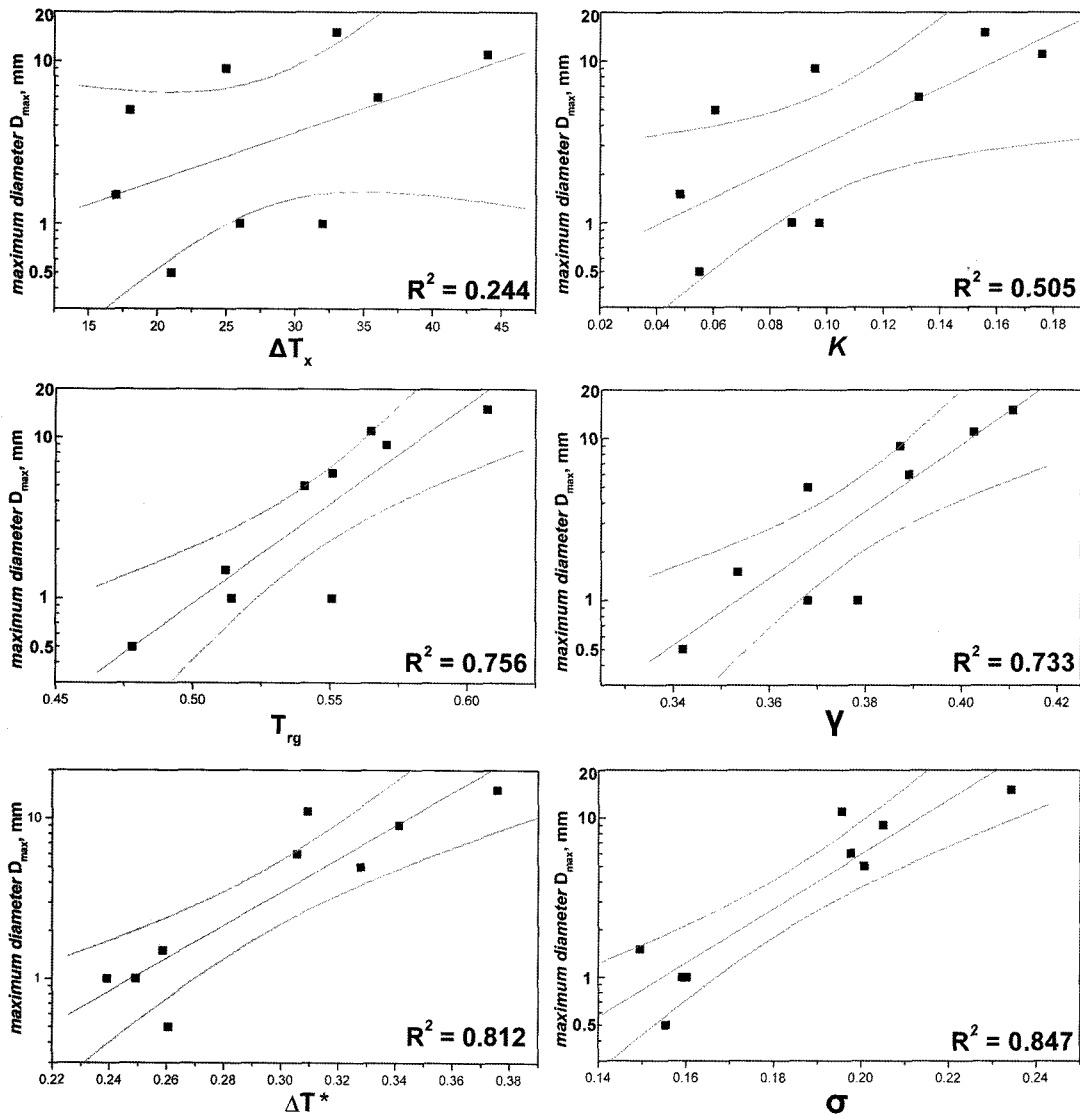 20
10
1
0.5
maximum diameter D_max, mm
R² = 0.244
15 20 25 30 35 40 45
ΔT_x
20
10
1
0.5
maximum diameter D_max, mm
R² = 0.505
0.02 0.04 0.06 0.08 0.10 0.12 0.14 0.16 0.18
K
20
10
1
0.5
maximum diameter D_max, mm
R² = 0.756
0.45 0.50 0.55 0.60
T_rg
20
10
1
0.5
maximum diameter D_max, mm
R² = 0.733
0.34 0.36 0.38 0.40 0.42
γ
10
1
maximum diameter D_max, mm
R² = 0.812
0.22 0.24 0.26 0.28 0.30 0.32 0.34 0.36 0.38
ΔT*
20
10
1
0.5
maximum diameter D_max, mm
R² = 0.847
0.14 0.16 0.18 0.20 0.22 0.24
σ